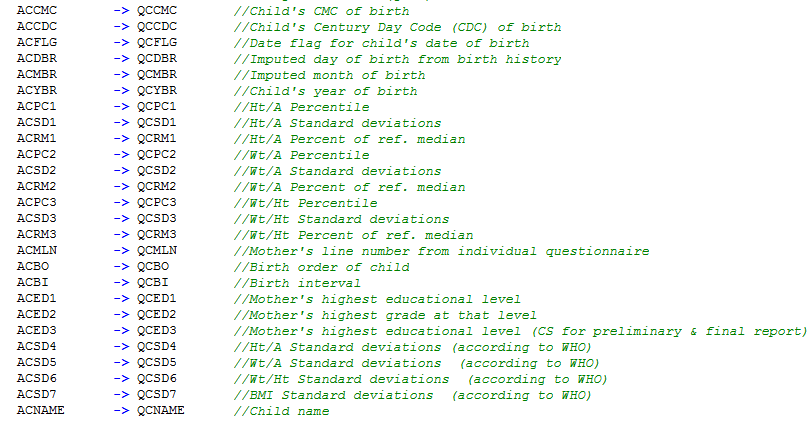 ACCMC -> QCCMC //Child's CMC of birth
ACCDC -> QCCDC //Child's Century Day Code (CDC) of birth
ACFLG -> QCFLG //Date flag for child's date of birth
ACDBR -> QCDBR //Imputed day of birth from birth history
ACMBR -> QCMBR //Imputed month of birth
ACYBR -> QCYBR //Child's year of birth
ACPC1 -> QCPC1 //Ht/A Percentile
ACSD1 -> QCSD1 //Ht/A Standard deviations
ACRM1 -> QCRM1 //Ht/A Percent of ref. median
ACPC2 -> QCPC2 //Wt/A Percentile
ACSD2 -> QCSD2 //Wt/A Standard deviations
ACRM2 -> QCRM2 //Wt/A Percent of ref. median
ACPC3 -> QCPC3 //Wt/Ht Percentile
ACSD3 -> QCSD3 //Wt/Ht Standard deviations
ACRM3 -> QCRM3 //Wt/Ht Percent of ref. median
ACMLN -> QCMLN //Mother's line number from individual questionnaire
ACBO -> QCBO //Birth order of child
ACBI -> QCBI //Birth interval
ACED1 -> QCED1 //Mother's highest educational level
ACED2 -> QCED2 //Mother's highest grade at that level
ACED3 -> QCED3 //Mother's highest educational level (CS for preliminary & final report)
ACSD4 -> QCSD4 //Ht/A Standard deviations (according to WHO)
ACSD5 -> QCSD5 //Wt/A Standard deviations (according to WHO)
ACSD6 -> QCSD6 //Wt/Ht Standard deviations (according to WHO)
ACSD7 -> QCSD7 //BMI Standard deviations (according to WHO)
ACNAME -> QCNAME //Child name